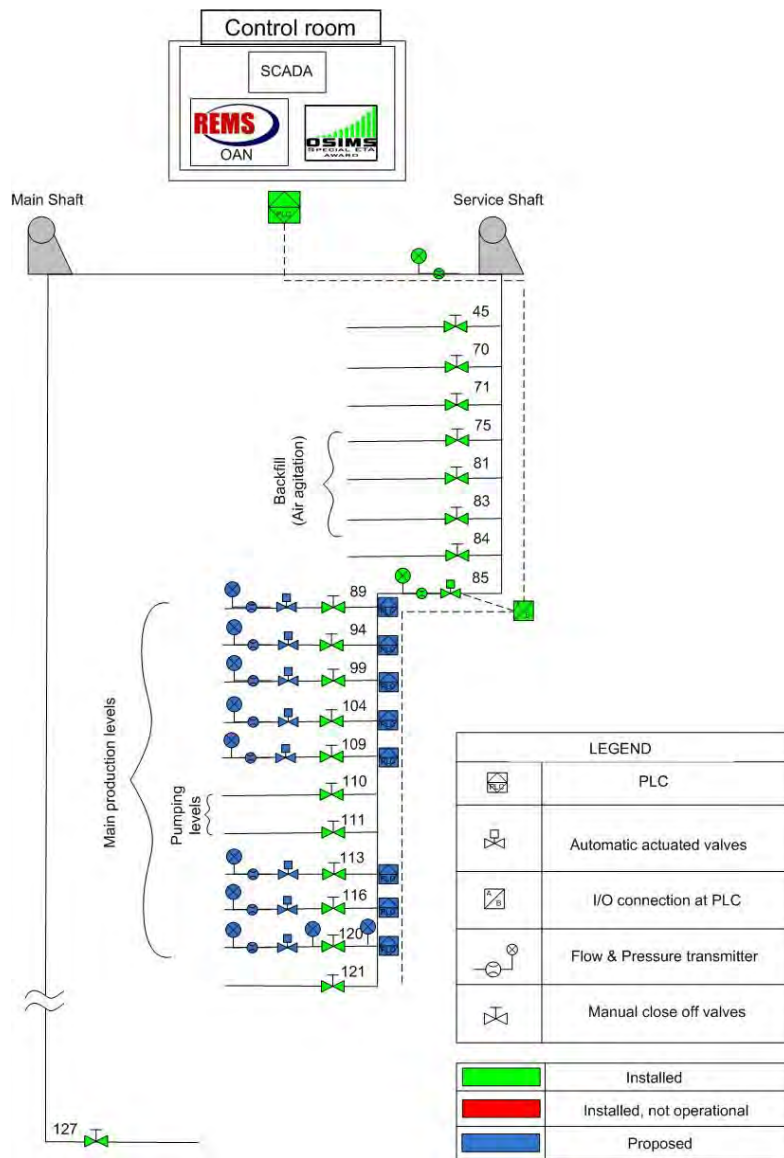 Control room
SCADA
REMS
OAN
OSIMS
SPECIAL ETA
AWARD
Main Shaft
Service Shaft
PLC
45
70
71
75
81
83
84
85
Backfill
(Air agitation)
89
94
99
104
109
110
111
113
116
120
121
127
Main production levels
Pumping
levels
LEGEND
PLC
PLC
Automatic actuated valves
A
B
I/O connection at PLC
Flow & Pressure transmitter
Manual close off valves
Installed
Installed, not operational
Proposed